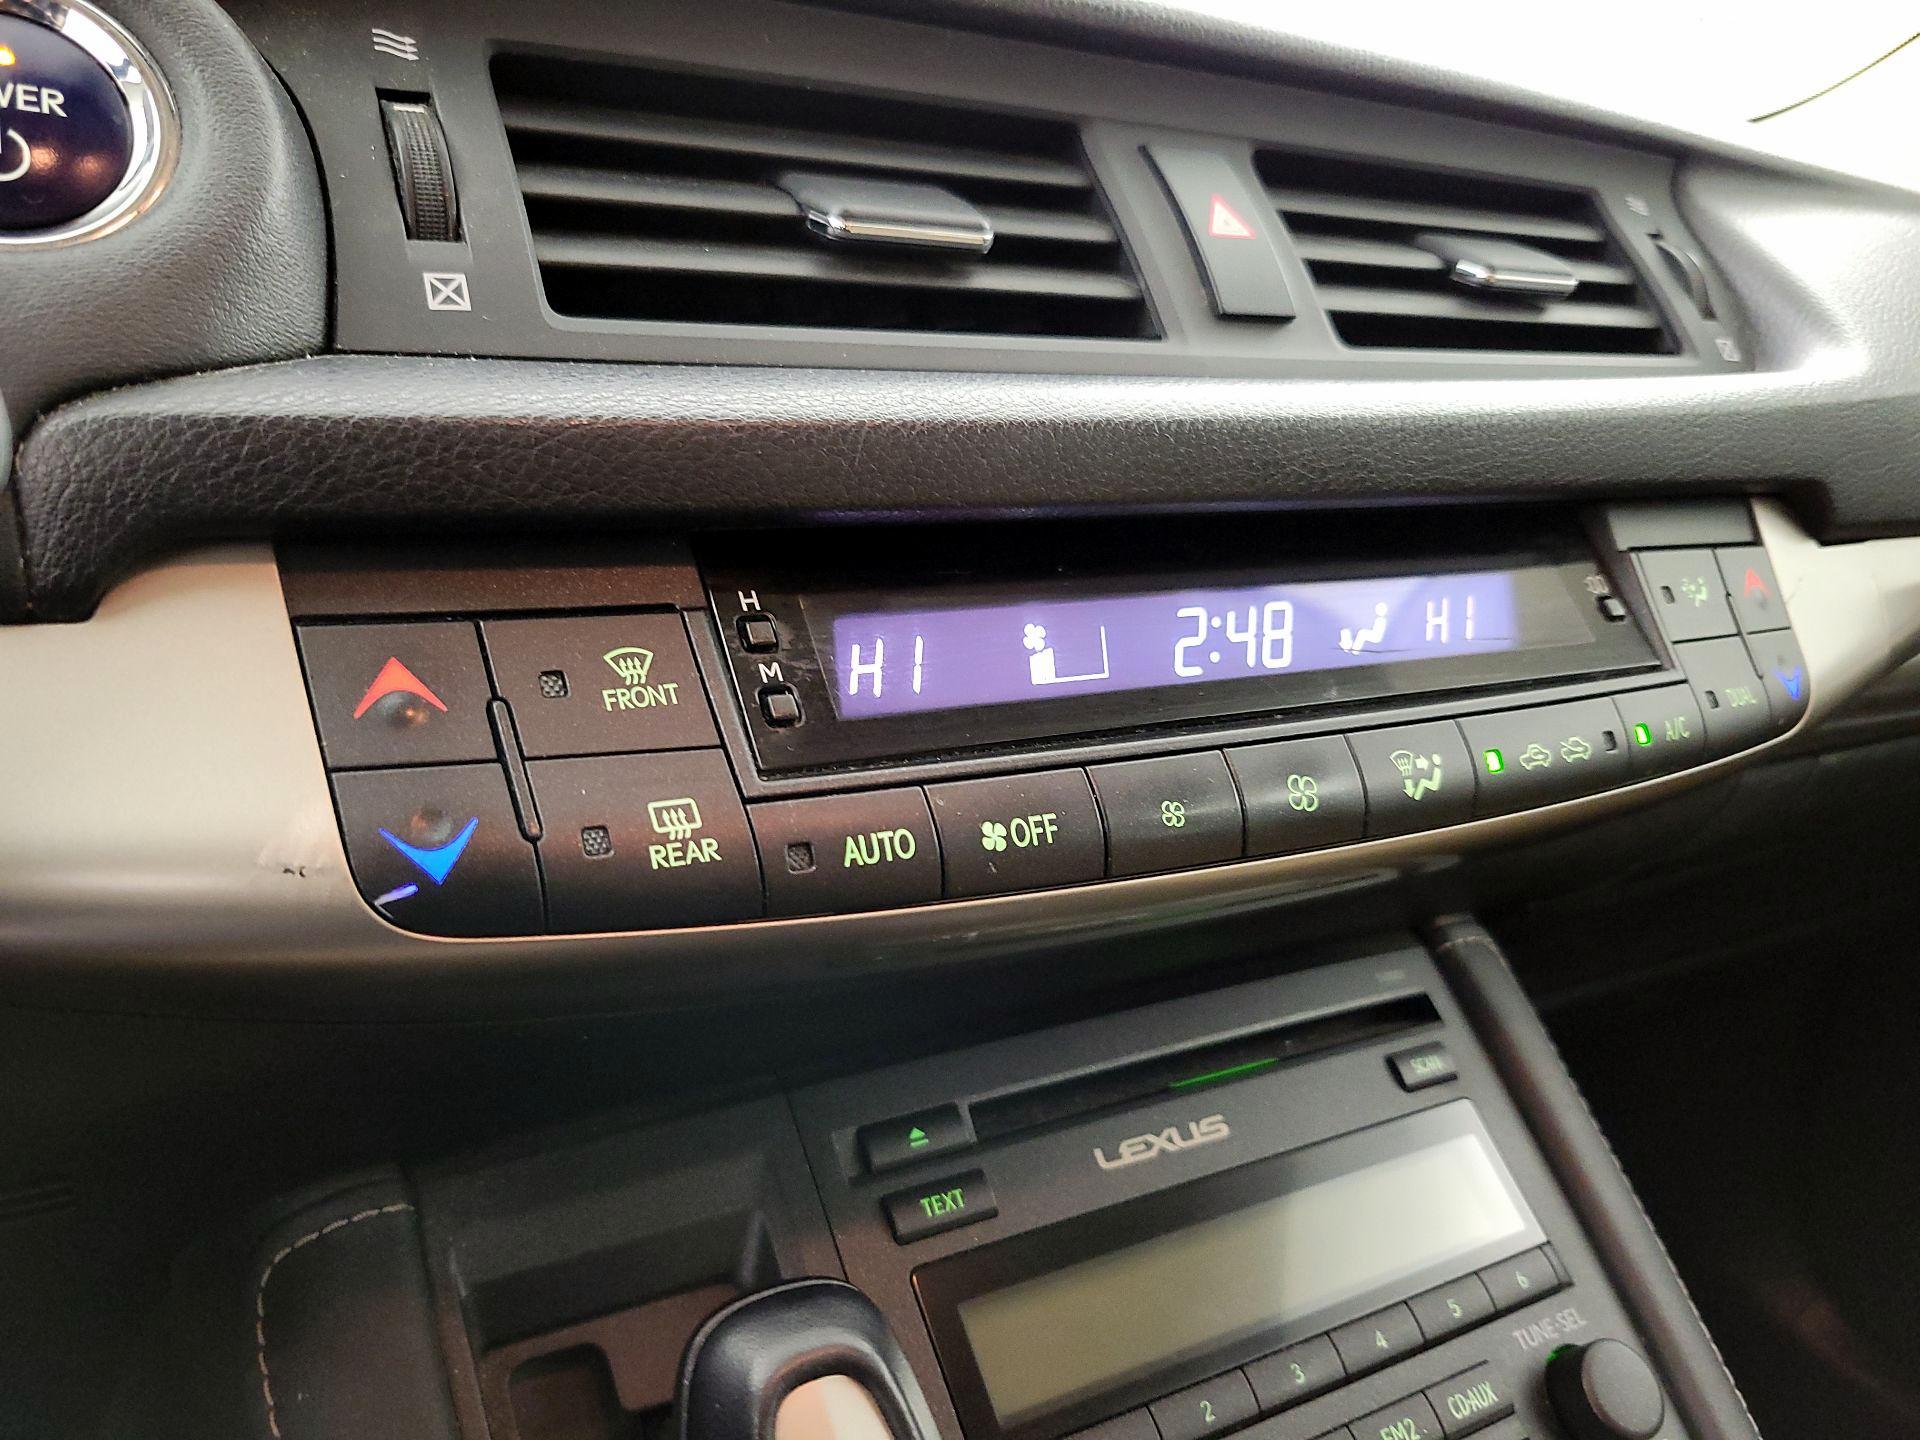 WER
H
M
HI 2:48 HI
FRONT
REAR
AUTO
OFF
A/C
DUAL
SCAN
LEXUS
TEXT
2 3 4 5 6
TUNE·SEL
FM2
CD·AUX